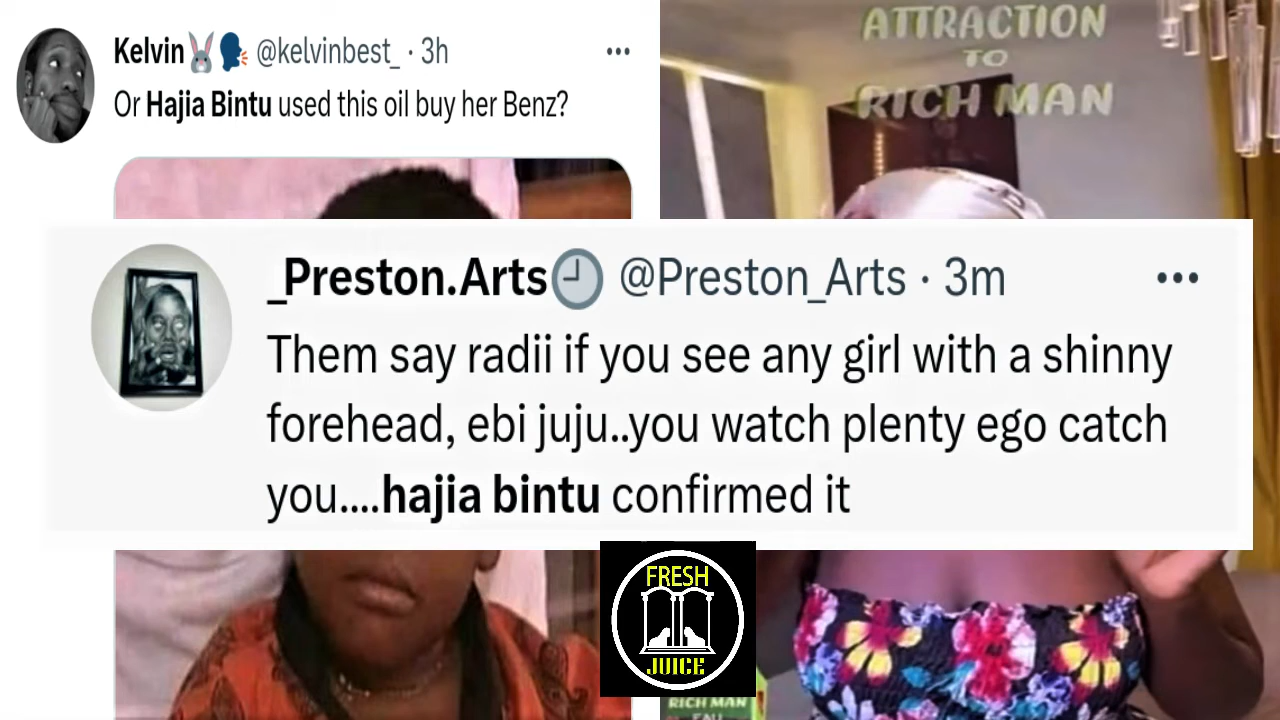 Kelvin🐰🗣️ @kelvinbest_ · 3h
Or Hajia Bintu used this oil buy her Benz?
ATTRACTION
TO
RICH MAN
_Preston.Arts🕘 @Preston_Arts · 3m
Them say radii if you see any girl with a shinny
forehead, ebi juju..you watch plenty ego catch
you....hajia bintu confirmed it
FRESH
JUICE
RICH MAN